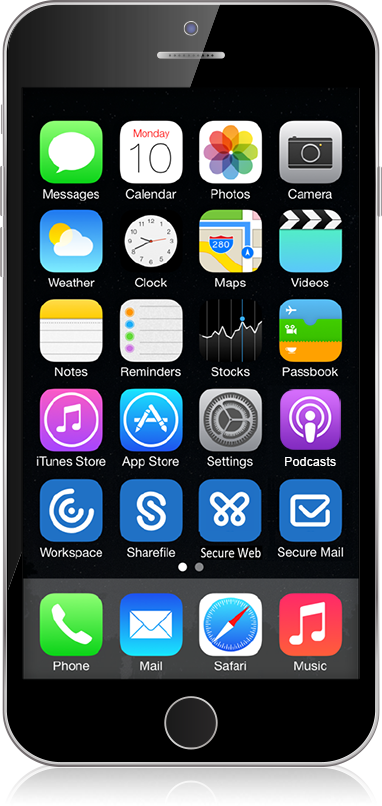 Monday
10
Messages Calendar Photos Camera
280
Weather Clock Maps Videos
Notes Reminders Stocks Passbook
iTunes Store App Store Settings Podcasts
Workspace Sharefile Secure Web Secure Mail
Phone Mail Safari Music